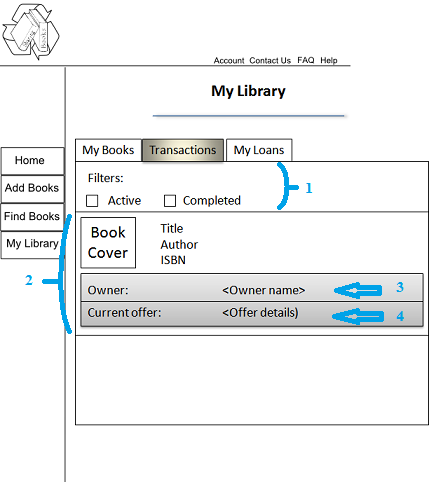 Account Contact Us FAQ Help
My Library
Home
Add Books
Find Books
My Library
My Books Transactions My Loans
Filters:
Active Completed
1
Book
Cover
Title
Author
ISBN
2
Owner: <Owner name> 3
Current offer: <Offer details) 4